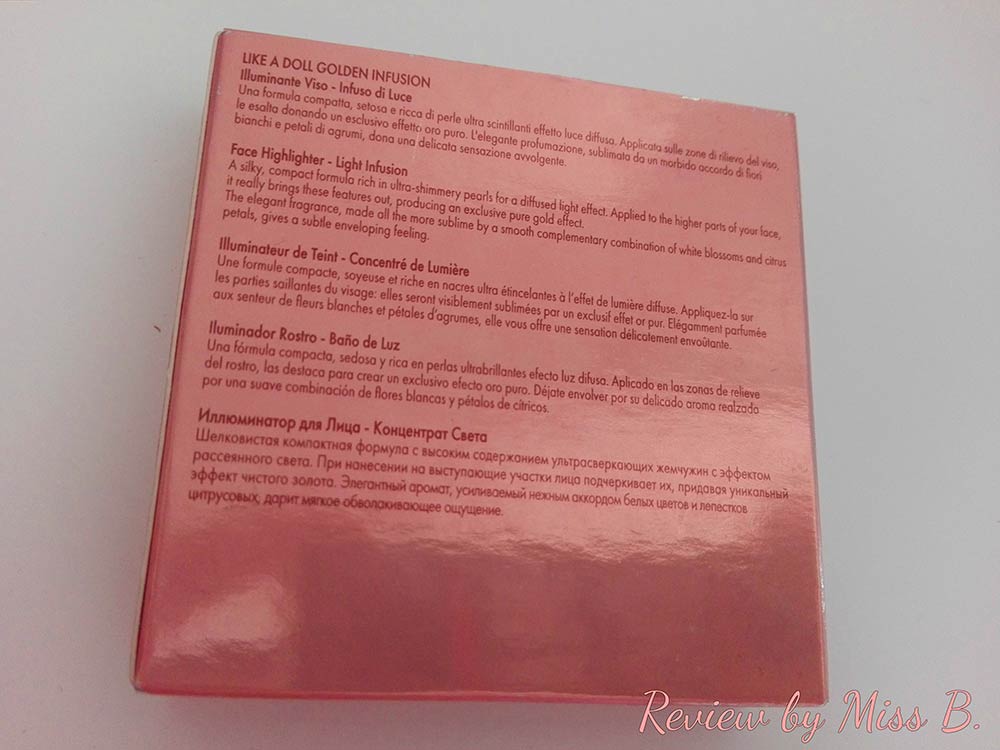 LIKE A DOLL GOLDEN INFUSION
Illuminante Viso - Infuso di Luce
Una formula compatta, setosa e ricca di perle ultra scintillanti effetto luce diffusa. Applicata sulle zone di rilievo del viso,
le esalta donando un esclusivo effetto oro puro. L'elegante profumazione, sublimata da un morbido accordo di fiori
bianchi e petali di agrumi, dona una delicata sensazione avvolgente.
Face Highlighter - Light Infusion
A silky, compact formula rich in ultra-shimmery pearls for a diffused light effect. Applied to the higher parts of your face,
it really brings these features out, producing an exclusive pure gold effect.
The elegant fragrance, made all the more sublime by a smooth complementary combination of white blossoms and citrus
petals, gives a subtle enveloping feeling.
Illuminateur de Teint - Concentré de Lumière
Une formule compacte, soyeuse et riche en nacres ultra étincelantes à l'effet de lumière diffuse. Appliquez-la sur
les parties saillantes du visage: elles seront visiblement sublimées par un exclusif effet or pur. Elégamment parfumée
aux senteur de fleurs blanches et pétales d'agrumes, elle vous offre une sensation délicatement envoûtante.
Iluminador Rostro - Baño de Luz
Una fórmula compacta, sedosa y rica en perlas ultrabrillantes efecto luz difusa. Aplicado en las zonas de relieve
del rostro, las destaca para crear un exclusivo efecto oro puro. Déjate envolver por su delicado aroma realzada
por una suave combinación de flores blancas y pétalos de cítricos.
Иллюминатор для Лица - Концентрат Света
Шелковистая компактная формула с высоким содержанием ультрасверкающих жемчужин с эффектом
рассеянного света. При нанесении на выступающие участки лица подчеркивает их, придавая уникальный
эффект чистого золота. Элегантный аромат, усиливаемый нежным аккордом белых цветов и лепестков
цитрусовых, дарит мягкое обволакивающее ощущение.
Review by Miss B.